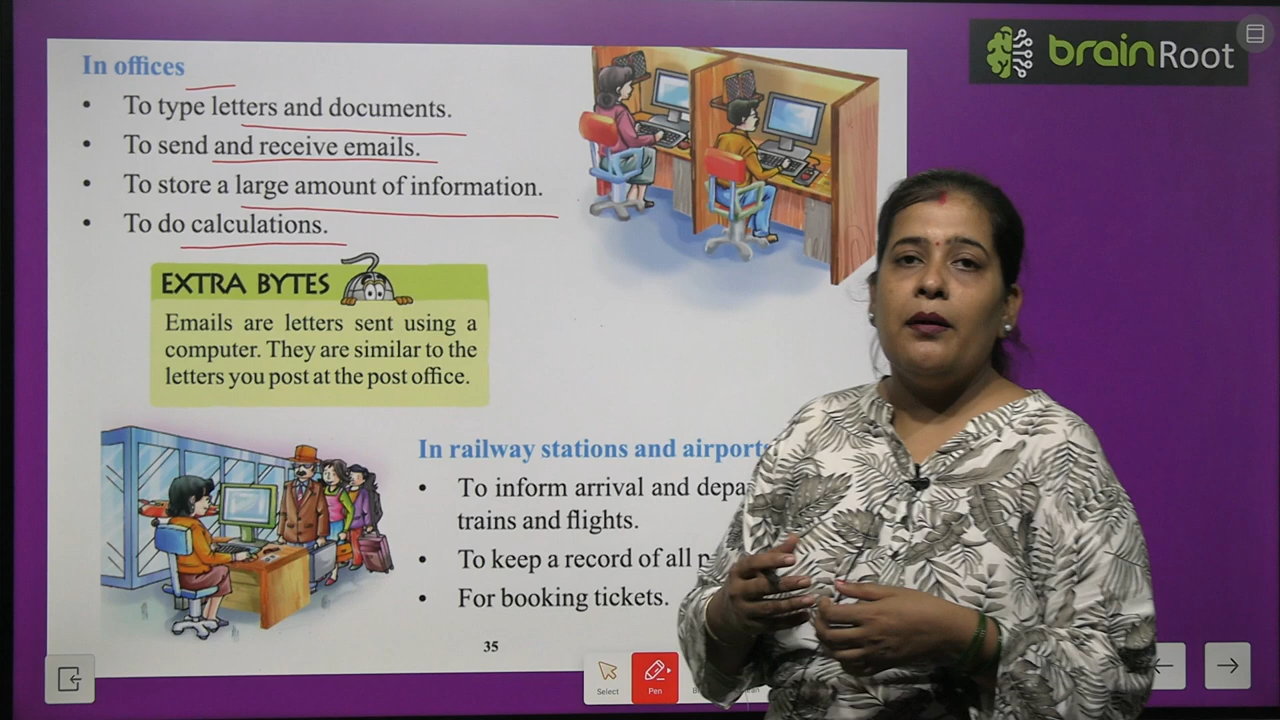 brainRoot
In offices
• To type letters and documents.
• To send and receive emails.
• To store a large amount of information.
• To do calculations.
EXTRA BYTES
Emails are letters sent using a
computer. They are similar to the
letters you post at the post office.
In railway stations and airports
• To inform arrival and
trains and flights.
• To keep a record of all
• For booking tickets.
35
Select
Pen